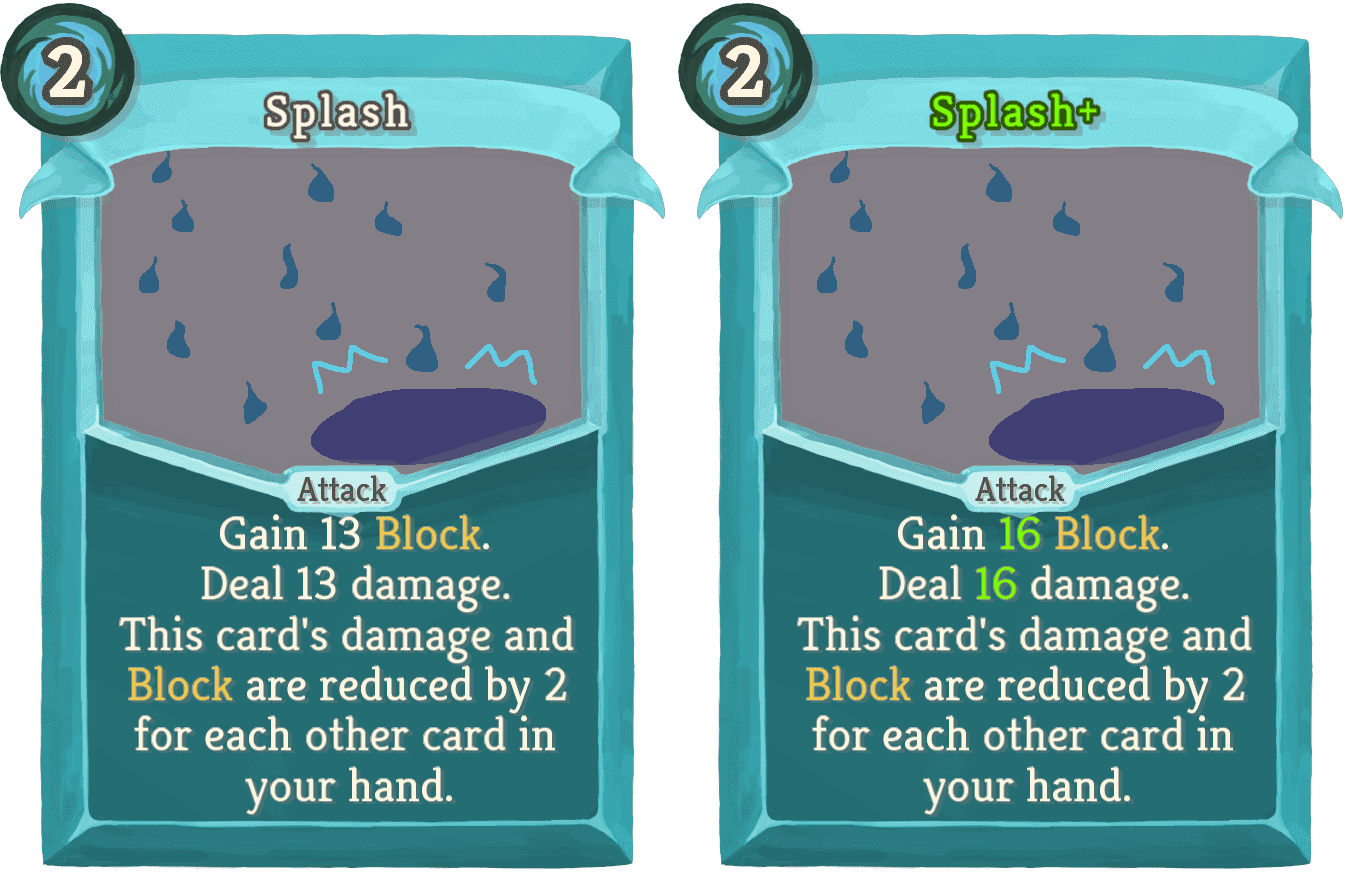 2
Splash
Attack
Gain 13 Block.
Deal 13 damage.
This card's damage and
Block are reduced by 2
for each other card in
your hand.
2
Splash+
Attack
Gain 16 Block.
Deal 16 damage.
This card's damage and
Block are reduced by 2
for each other card in
your hand.